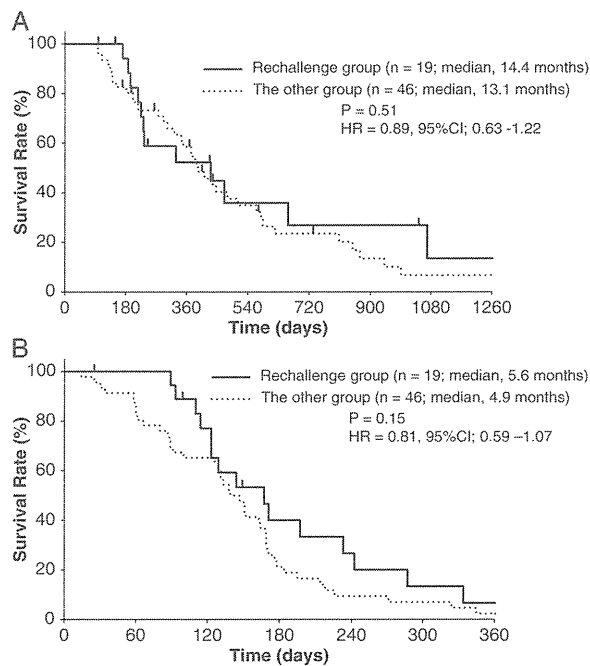 A
Survival Rate (%)
100
80
60
40
20
0
Rechallenge group (n = 19; median, 14.4 months)
The other group (n = 46; median, 13.1 months)
P = 0.51
HR = 0.89, 95%CI; 0.63 -1.22
0 180 360 540 720 900 1080 1260
Time (days)
B
Survival Rate (%)
100
80
60
40
20
0
Rechallenge group (n = 19; median, 5.6 months)
The other group (n = 46; median, 4.9 months)
P = 0.15
HR = 0.81, 95%CI; 0.59 –1.07
0 60 120 180 240 300 360
Time (days)